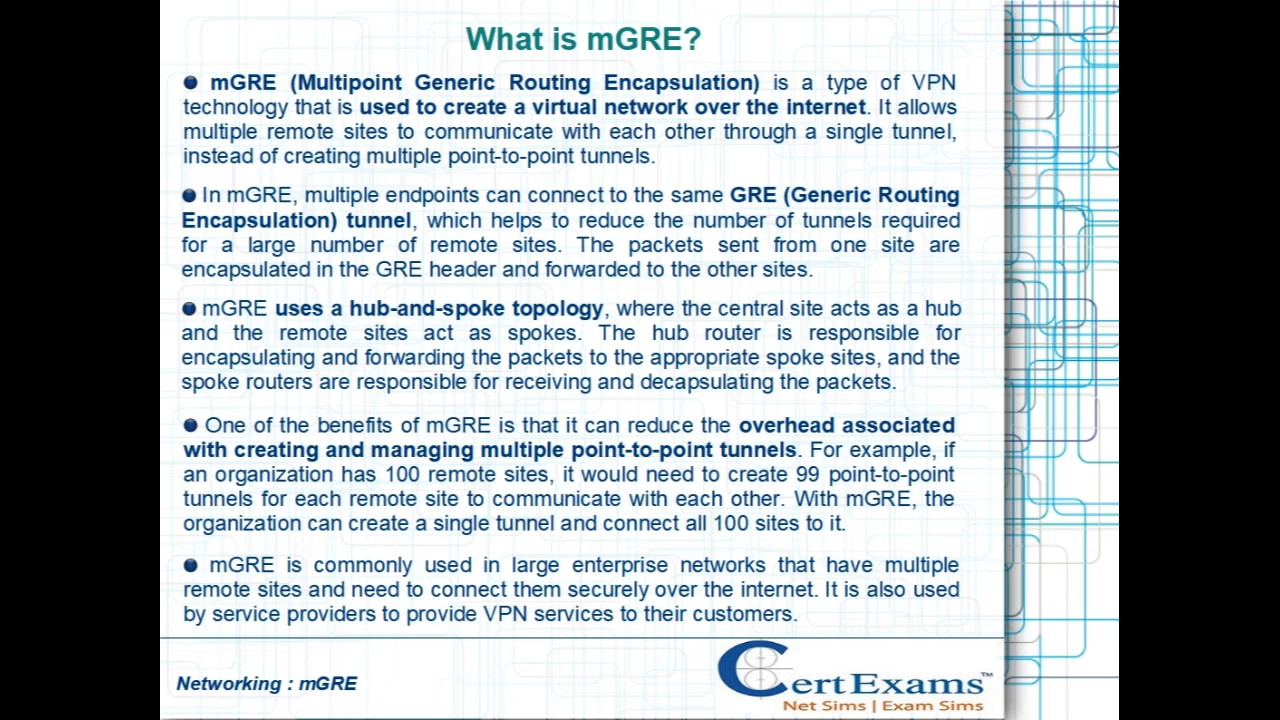 What is mGRE?
● mGRE (Multipoint Generic Routing Encapsulation) is a type of VPN
technology that is used to create a virtual network over the internet. It allows
multiple remote sites to communicate with each other through a single tunnel,
instead of creating multiple point-to-point tunnels.
● In mGRE, multiple endpoints can connect to the same GRE (Generic Routing
Encapsulation) tunnel, which helps to reduce the number of tunnels required
for a large number of remote sites. The packets sent from one site are
encapsulated in the GRE header and forwarded to the other sites.
● mGRE uses a hub-and-spoke topology, where the central site acts as a hub
and the remote sites act as spokes. The hub router is responsible for
encapsulating and forwarding the packets to the appropriate spoke sites, and the
spoke routers are responsible for receiving and decapsulating the packets.
● One of the benefits of mGRE is that it can reduce the overhead associated
with creating and managing multiple point-to-point tunnels. For example, if
an organization has 100 remote sites, it would need to create 99 point-to-point
tunnels for each remote site to communicate with each other. With mGRE, the
organization can create a single tunnel and connect all 100 sites to it.
● mGRE is commonly used in large enterprise networks that have multiple
remote sites and need to connect them securely over the internet. It is also used
by service providers to provide VPN services to their customers.
Networking : mGRE
CertExams™
Net Sims | Exam Sims